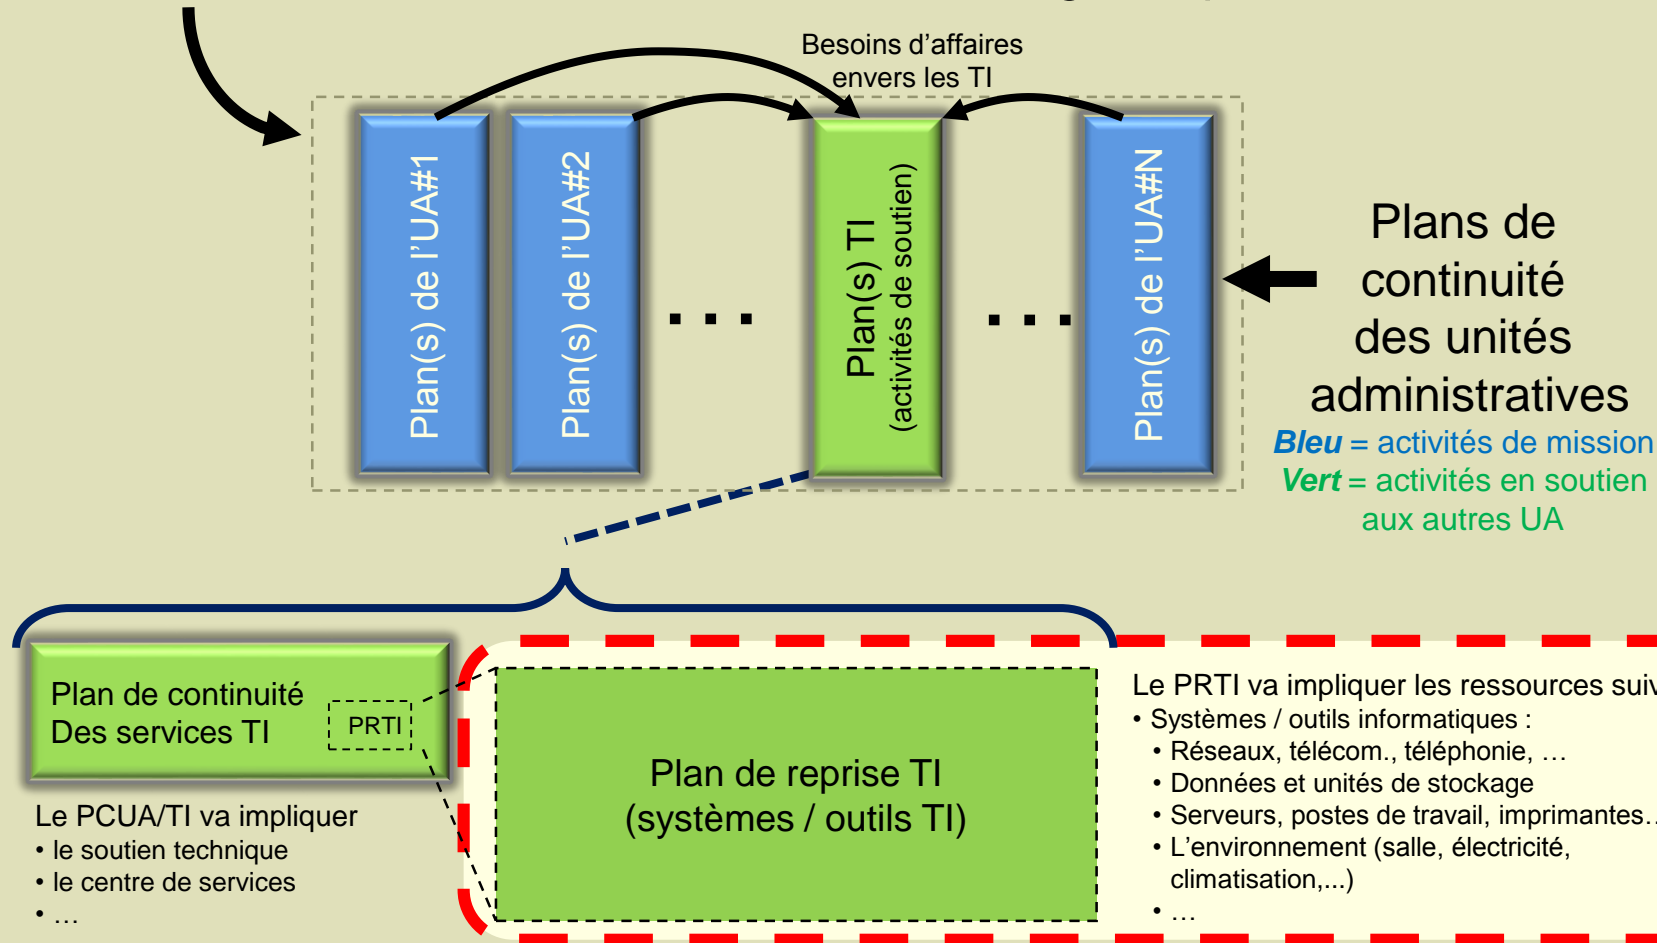 Besoins d'affaires
envers les TI
Plan(s) de l'UA#1
Plan(s) de l'UA#2
. . .
Plan(s) TI
(activités de soutien)
. . .
Plan(s) de l'UA#N
Plans de
continuité
des unités
administratives
Bleu = activités de mission
Vert = activités en soutien
aux autres UA
Plan de continuité
Des services TI
PRTI
Le PCUA/TI va impliquer
• le soutien technique
• le centre de services
• …
Plan de reprise TI
(systèmes / outils TI)
Le PRTI va impliquer les ressources
• Systèmes / outils informatiques :
• Réseaux, télécom., téléphonie, …
• Données et unités de stockage
• Serveurs, postes de travail, imprimantes…
• L'environnement (salle, électricité,
climatisation,...)
• …